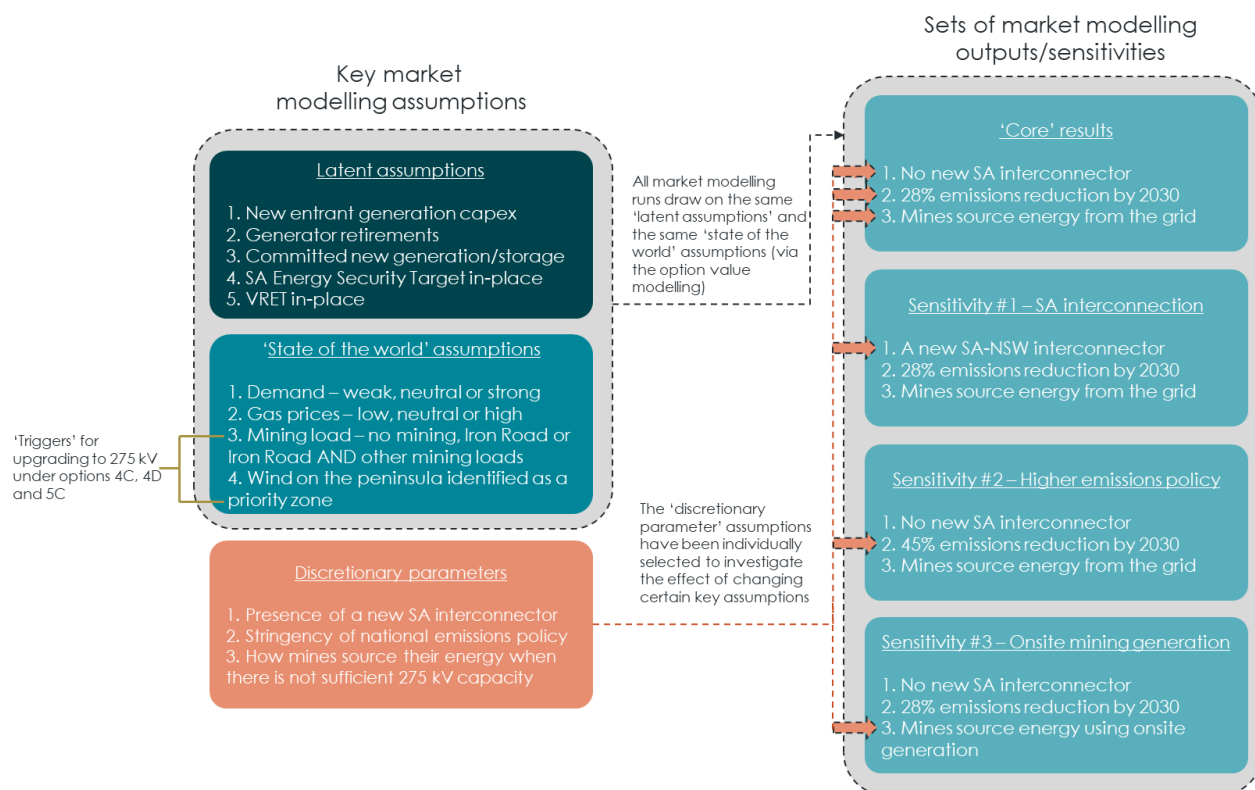 Key market
modelling assumptions
Latent assumptions
1. New entrant generation capex
2. Generator retirements
3. Committed new generation/storage
4. SA Energy Security Target in-place
5. VRET in-place
'State of the world' assumptions
1. Demand – weak, neutral or strong
2. Gas prices – low, neutral or high
3. Mining load – no mining, Iron Road or
Iron Road AND other mining loads
4. Wind on the peninsula identified as a
priority zone
'Triggers' for
upgrading to 275 kV
under options 4C, 4D
and 5C
Discretionary parameters
1. Presence of a new SA interconnector
2. Stringency of national emissions policy
3. How mines source their energy when
there is not sufficient 275 kV capacity
All market modelling
runs draw on the same
'latent assumptions' and
the same 'state of the
world' assumptions (via
the option value
modelling)
The 'discretionary
parameter' assumptions
have been individually
selected to investigate
the effect of changing
certain key assumptions
Sets of market modelling
outputs/sensitivities
'Core' results
1. No new SA interconnector
2. 28% emissions reduction by 2030
3. Mines source energy from the grid
Sensitivity #1 – SA interconnection
1. A new SA-NSW interconnector
2. 28% emissions reduction by 2030
3. Mines source energy from the grid
Sensitivity #2 – Higher emissions policy
1. No new SA interconnector
2. 45% emissions reduction by 2030
3. Mines source energy from the grid
Sensitivity #3 – Onsite mining generation
1. No new SA interconnector
2. 28% emissions reduction by 2030
3. Mines source energy using onsite
generation